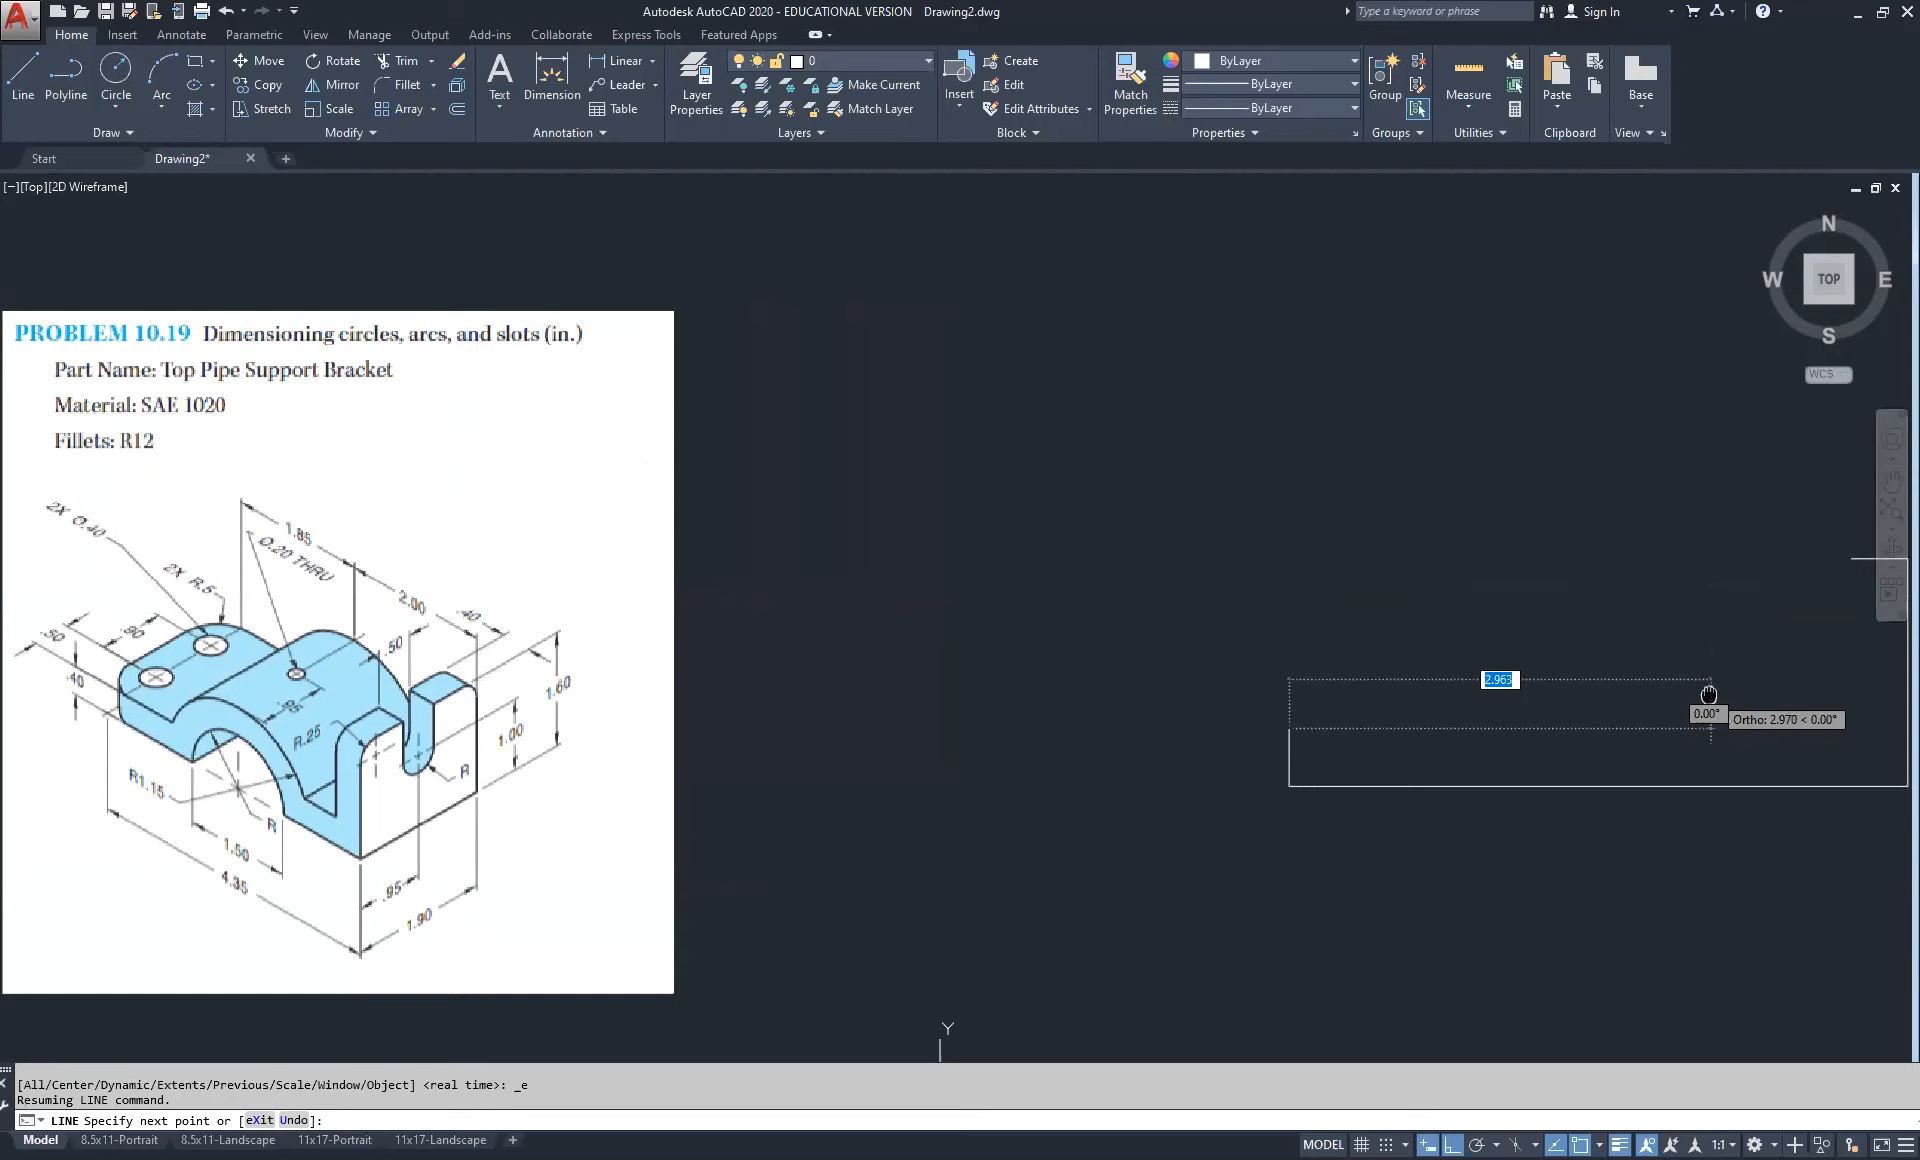 Autodesk AutoCAD 2020 - EDUCATIONAL VERSION Drawing2.dwg
Type a keyword or phrase
Sign In
Home Insert Annotate Parametric View Manage Output Add-ins Collaborate Express Tools Featured Apps
Line Polyline Circle Arc
Move Rotate Trim
Copy Mirror Fillet
Stretch Scale Array
Text Dimension
Linear
Leader
Table
Layer Properties
0
Make Current
Match Layer
Insert
Create
Edit
Edit Attributes
Match Properties
ByLayer
ByLayer
ByLayer
Group
Measure
Paste
Base
Draw Modify Annotation Layers Block Properties Groups Utilities Clipboard View
Start Drawing2*
[−][Top][2D Wireframe]
N
W TOP E
S
WCS
PROBLEM 10.19 Dimensioning circles, arcs, and slots (in.)
Part Name: Top Pipe Support Bracket
Material: SAE 1020
Fillets: R12
2X Ø.40
1.85
Ø.20 THRU
2X R.5
2.00
.40
.50
.90
.50
.40
1.60
.95
R.25
1.00
R1.15
R
R
1.50
4.35
.95
1.90
2.963
0.00°
Ortho: 2.970 < 0.00°
Y
[All/Center/Dynamic/Extents/Previous/Scale/Window/Object] <real time>: _e
Resuming LINE command.
LINE Specify next point or [eXit Undo]:
Model 8.5x11-Portrait 8.5x11-Landscape 11x17-Portrait 11x17-Landscape +
MODEL 1:1